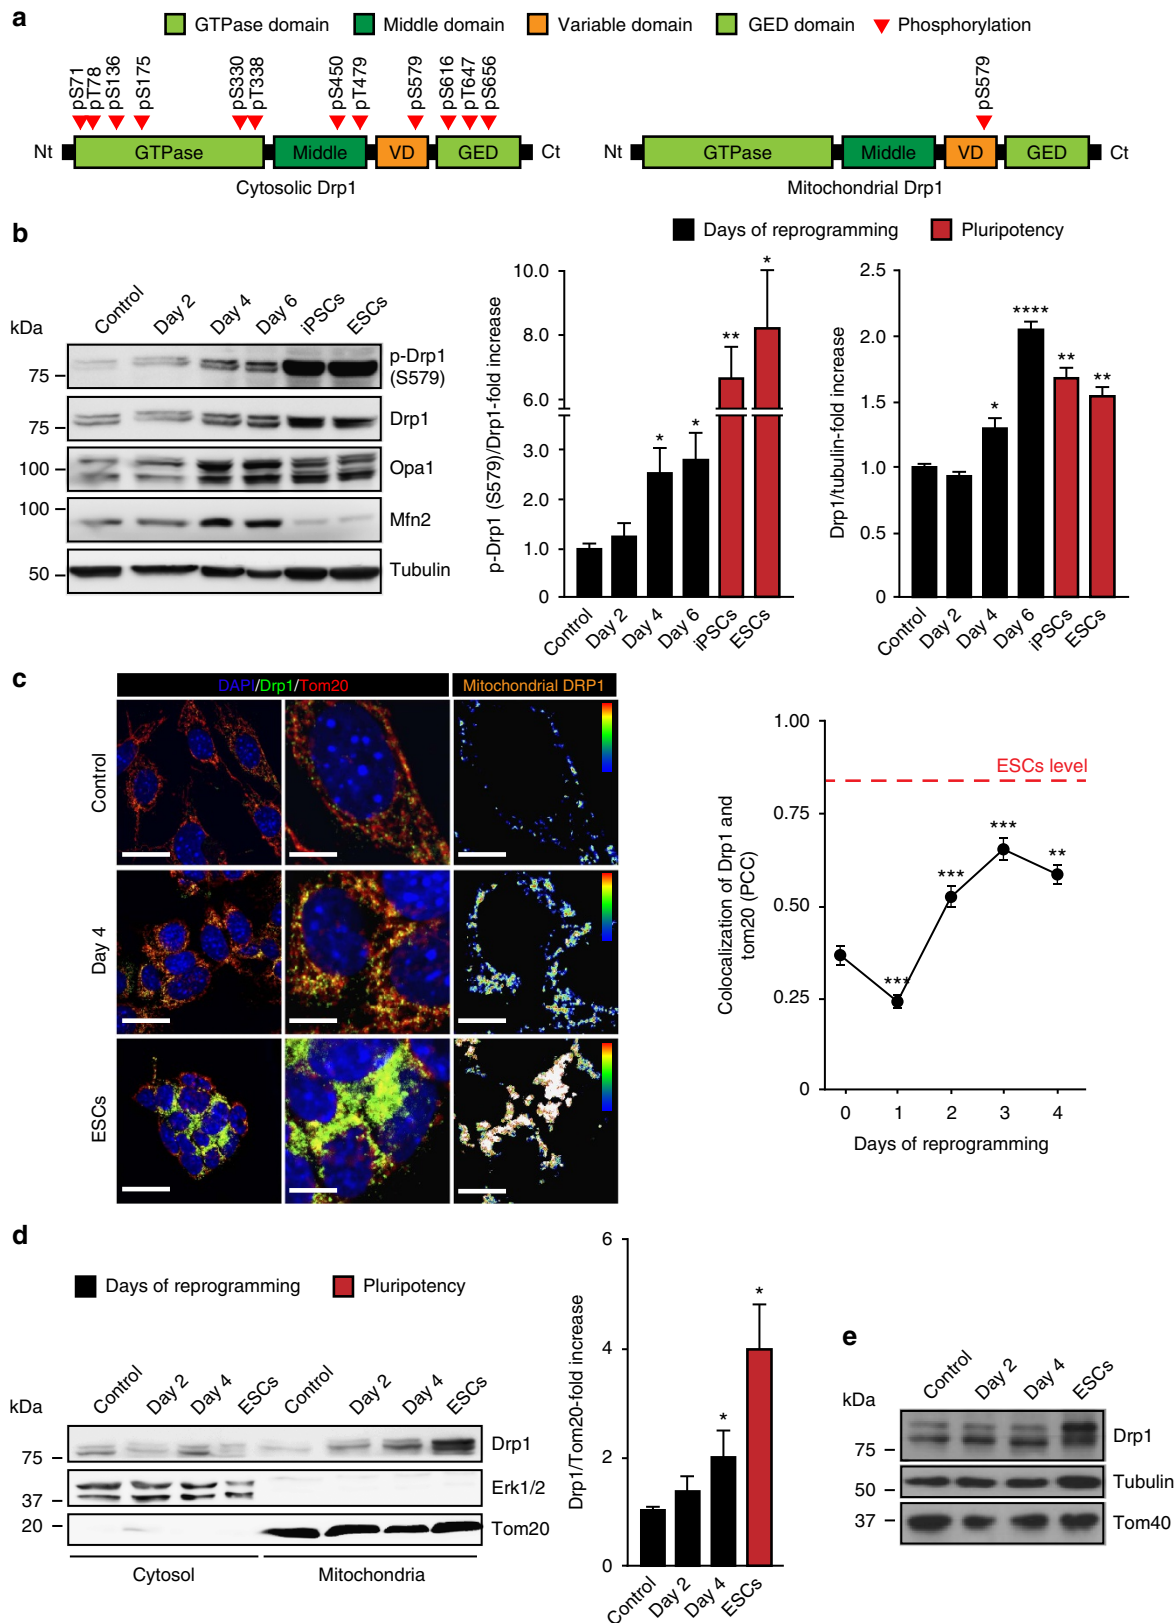 a
GTPase domain
Middle domain
Variable domain
GED domain
Phosphorylation
pS71
pT78
pS136
pS175
pS330
pT338
pS450
pT479
pS579
pS616
pT647
pS656
Nt
GTPase
Middle
VD
GED
Ct
Cytosolic Drp1
pS579
Nt
GTPase
Middle
VD
GED
Ct
Mitochondrial Drp1
b
Days of reprogramming
Pluripotency
kDa
Control
Day 2
Day 4
Day 6
iPSCs
ESCs
75
p-Drp1
(S579)
75
Drp1
100
Opa1
100
Mfn2
50
Tubulin
p-Drp1 (S579)/Drp1-fold increase
10.0
8.0
6.0
3.0
2.0
1.0
0
*
*
**
*
Control
Day 2
Day 4
Day 6
iPSCs
ESCs
Drp1/tubulin-fold increase
2.5
2.0
1.5
1.0
0.5
0
*
****
**
**
Control
Day 2
Day 4
Day 6
iPSCs
ESCs
c
DAPI/Drp1/Tom20
Mitochondrial DRP1
Control
Day 4
ESCs
Colocalization of Drp1 and
tom20 (PCC)
1.00
0.75
0.50
0.25
0
ESCs level
***
***
***
**
0
1
2
3
4
Days of reprogramming
d
Days of reprogramming
Pluripotency
kDa
Control
Day 2
Day 4
ESCs
Control
Day 2
Day 4
ESCs
75
Drp1
37
Erk1/2
20
Tom20
Cytosol
Mitochondria
Drp1/Tom20-fold increase
6
4
2
0
*
*
Control
Day 2
Day 4
ESCs
e
kDa
Control
Day 2
Day 4
ESCs
75
Drp1
50
Tubulin
37
Tom40